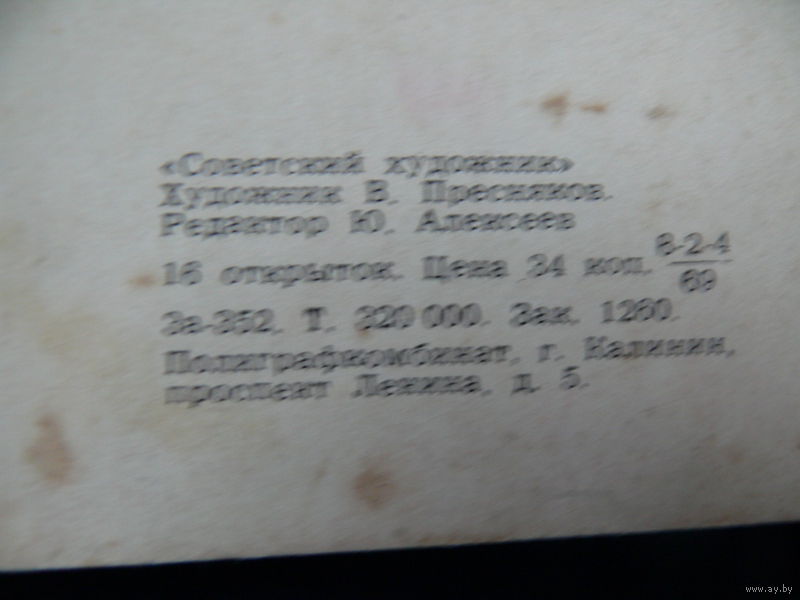 «Советский художник»
Художник В. Пресняков.
Редактор Ю. Алексеев
16 открыток. Цена 34 коп. 8-2-4
69
За-352. Т. 320 000. Зак. 1260.
Полиграфкомбинат, г. Калинин,
проспект Ленина, д. 5.
www.ay.by